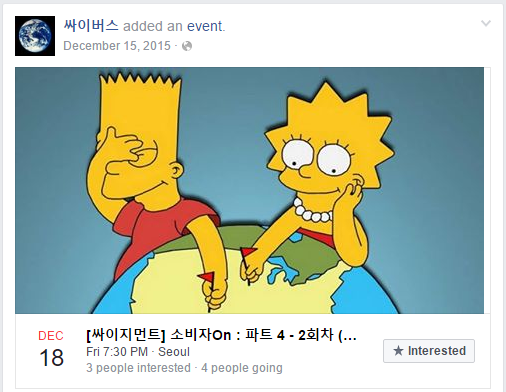 싸이버스 added an event.
December 15, 2015 ·
DEC
18
[싸이지먼트] 소비자On : 파트 4 - 2회차 (...
Fri 7:30 PM · Seoul
3 people interested · 4 people going
★ Interested